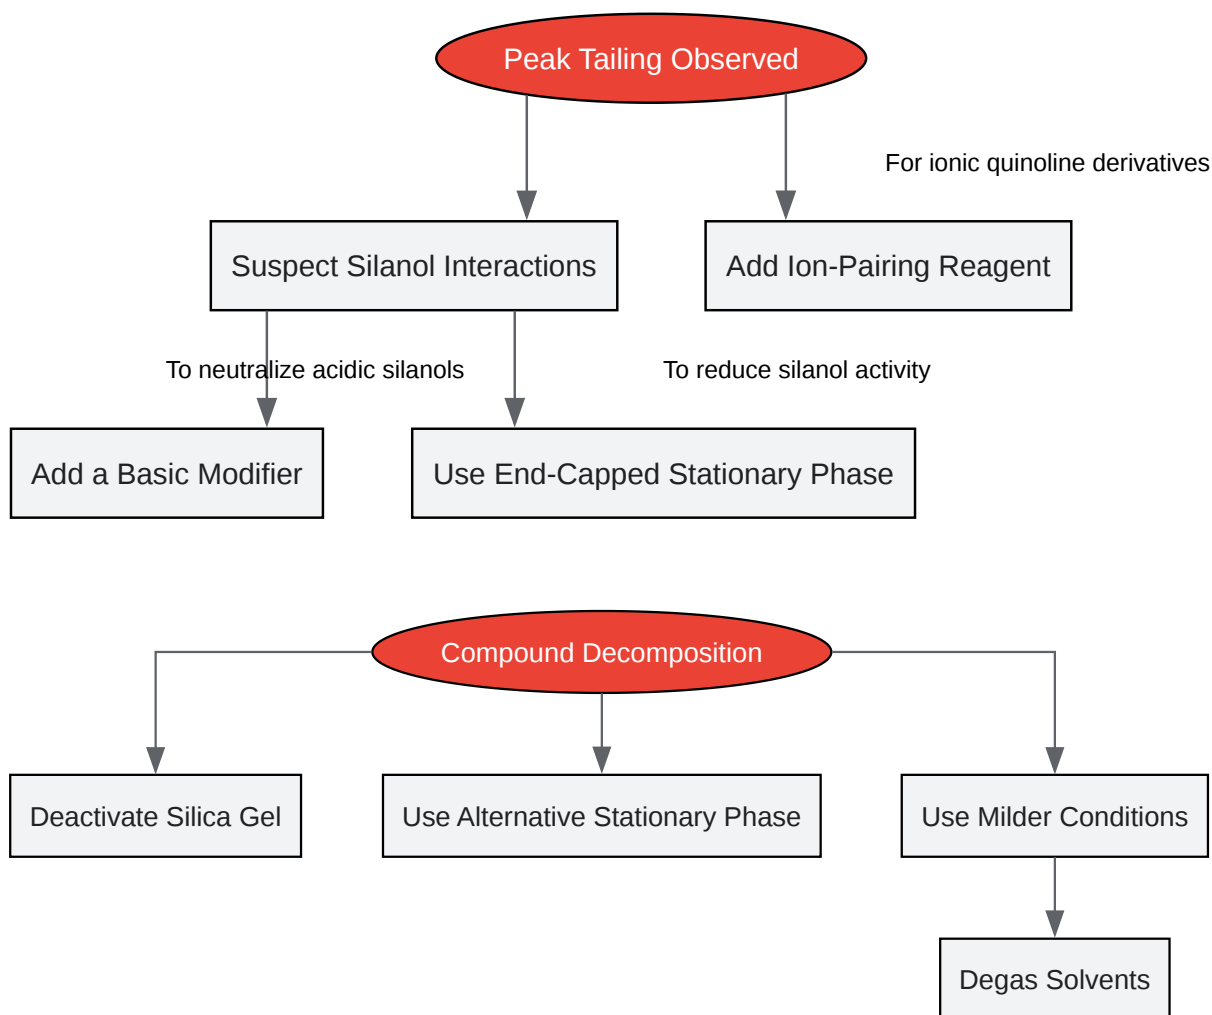 Peak Tailing Observed
For ionic quinoline derivatives
Suspect Silanol Interactions
Add Ion-Pairing Reagent
To neutralize acidic silanols
To reduce silanol activity
Add a Basic Modifier
Use End-Capped Stationary Phase
Compound Decomposition
Deactivate Silica Gel
Use Alternative Stationary Phase
Use Milder Conditions
Degas Solvents